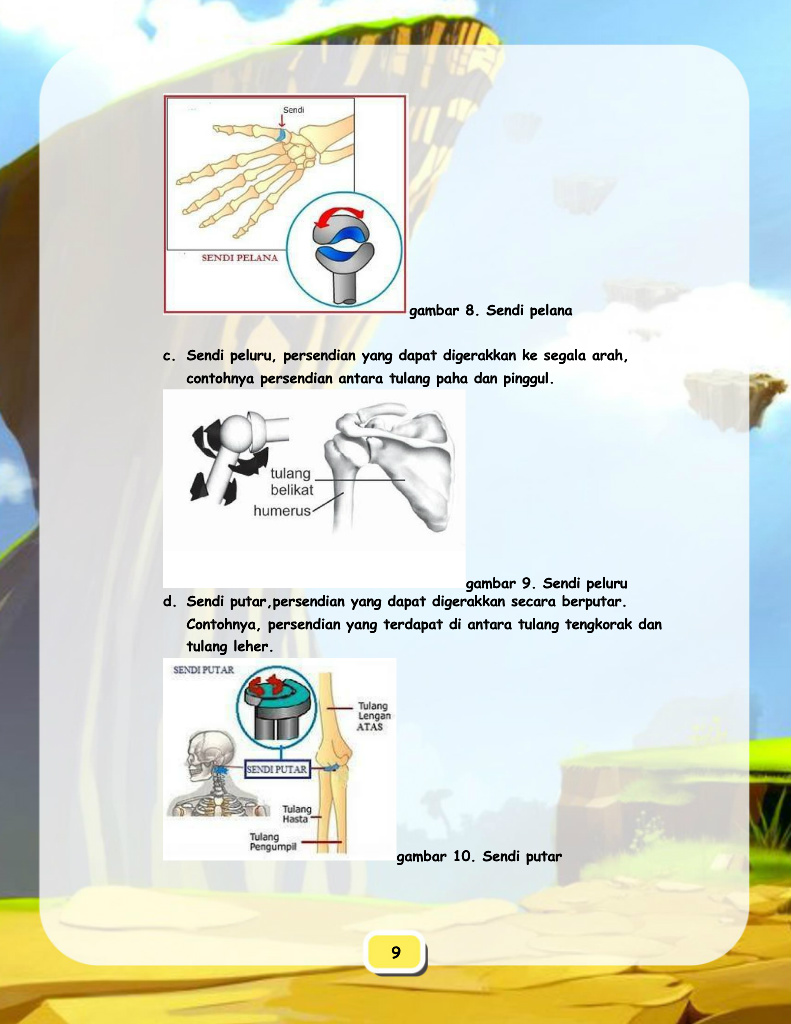 Sendi
SENDI PELANA
gambar 8. Sendi pelana
c. Sendi peluru, persendian yang dapat digerakkan ke segala arah,
contohnya persendian antara tulang paha dan pinggul.
tulang
belikat
humerus
gambar 9. Sendi peluru
d. Sendi putar,persendian yang dapat digerakkan secara berputar.
Contohnya, persendian yang terdapat di antara tulang tengkorak dan
tulang leher.
SENDI PUTAR
Tulang
Lengan
ATAS
SENDI PUTAR
Tulang
Hasta
Tulang
Pengumpil
gambar 10. Sendi putar
9